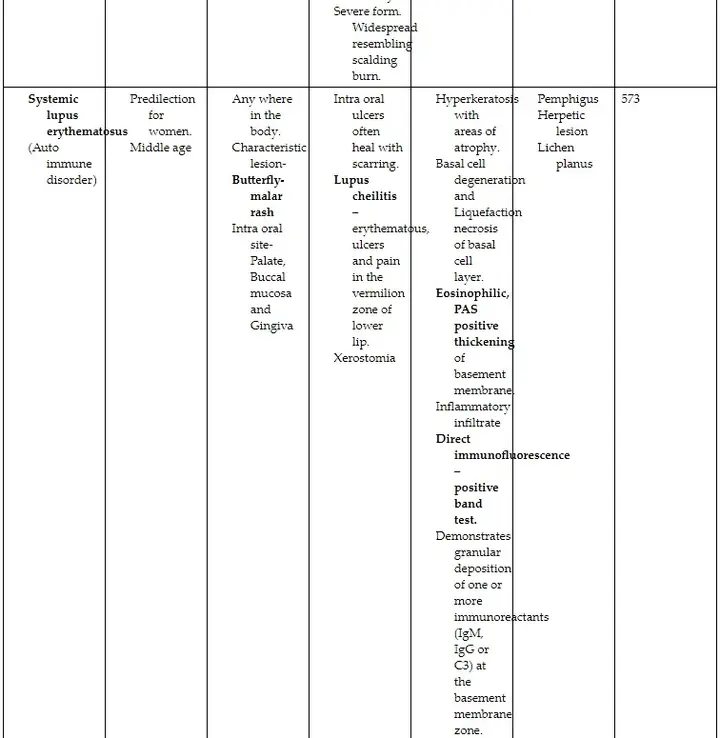 Severe form.
Widespread
resembling
scalding
burn.
Systemic
lupus
erythematosus
(Auto
immune
disorder)
Predilection
for
women.
Middle age
Any where
in the
body.
Characteristic
lesion-
Butterfly-
malar
rash
Intra oral
site-
Palate,
Buccal
mucosa
and
Gingiva
Intra oral
ulcers
often
heal with
scarring.
Lupus
cheilitis
–
erythematous,
ulcers
and pain
in the
vermilion
zone of
lower
lip.
Xerostomia
Hyperkeratosis
with
areas of
atrophy.
Basal cell
degeneration
and
Liquefaction
necrosis
of basal
cell
layer.
Eosinophilic,
PAS
positive
thickening
of
basement
membrane.
Inflammatory
infiltrate
Direct
immunofluorescence
–
positive
band
test.
Demonstrates
granular
deposition
of one or
more
immunoreactants
(IgM,
IgG or
C3) at
the
basement
membrane
zone.
Pemphigus
Herpetic
lesion
Lichen
planus
573